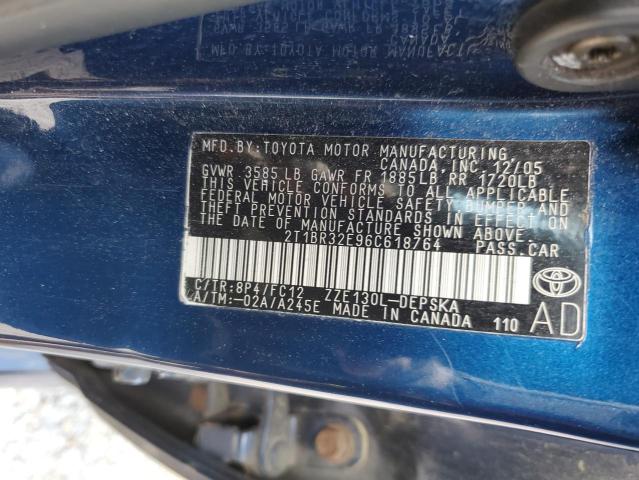 MFD.BY:TOYOTA MOTOR MANUFACTURING,
CANADA,INC. 12/05
GVWR 3585LB GAWR FR 1885LB RR 1720LB
THIS VEHICLE CONFORMS TO ALL APPLICABLE
FEDERAL MOTOR VEHICLE SAFETY BUMPER, AND
THEFT PREVENTION STANDARDS IN EFFECT ON
THE DATE OF MANUFACTURE SHOWN ABOVE.
2T1BR32E96C618764 PASS.CAR
C/TR:8P4/FC12 ZZE130L-DEPSKA
A/TM:-02A/A245E MADE IN CANADA 110
AD